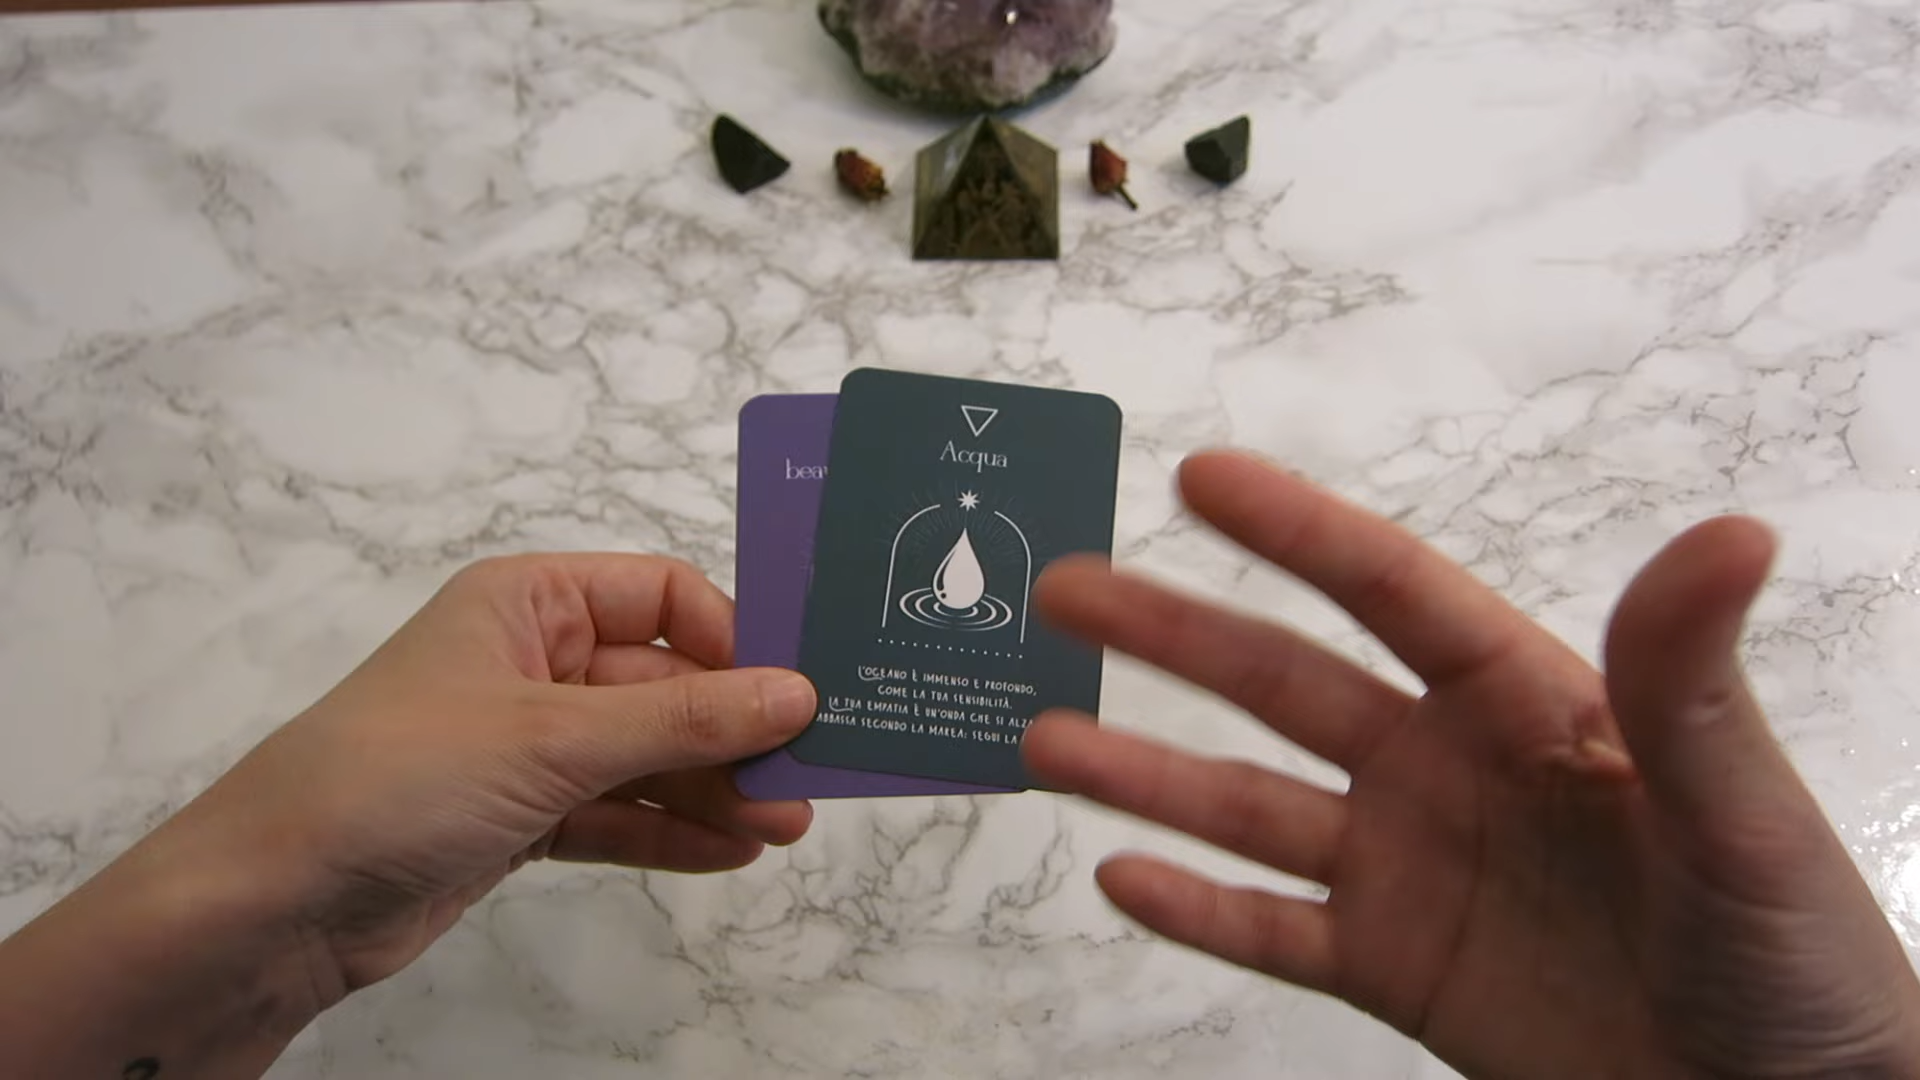 Acqua
L'OCEANO È IMMENSO E PROFONDO,
COME LA TUA SENSIBILITÀ.
LA TUA EMPATIA È UN'ONDA CHE SI ALZA
ABBASSA SECONDO LA MAREA: SEGUI LA